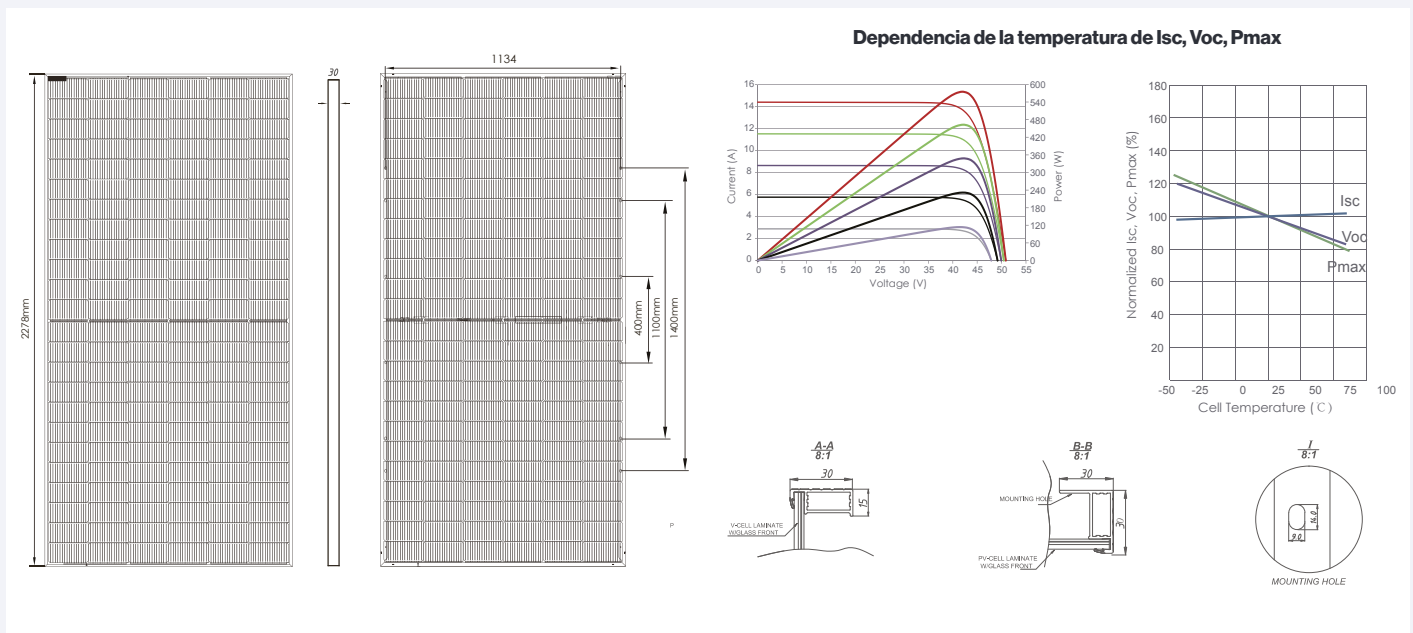 Dependencia de la temperatura de Isc, Voc, Pmax
2278mm
30
1134
400mm
1100mm
1400mm
P
Current (A)
16
14
12
10
8
6
4
2
0
600
540
480
420
360
300
240
180
120
60
0
Power (W)
0 5 10 15 20 25 30 35 40 45 50 55
Voltage (V)
Normalized Isc, Voc, Pmax (%)
180
160
140
120
100
80
60
40
20
Isc
Voc
Pmax
-50 -25 0 25 50 75 100
Cell Temperature (℃)
A-A
8:1
30
15
V-CELL LAMINATE
W/GLASS FRONT
B-B
8:1
30
MOUNTING HOLE
30
PV-CELL LAMINATE
W/GLASS FRONT
I
8:1
14.0
9.0
MOUNTING HOLE